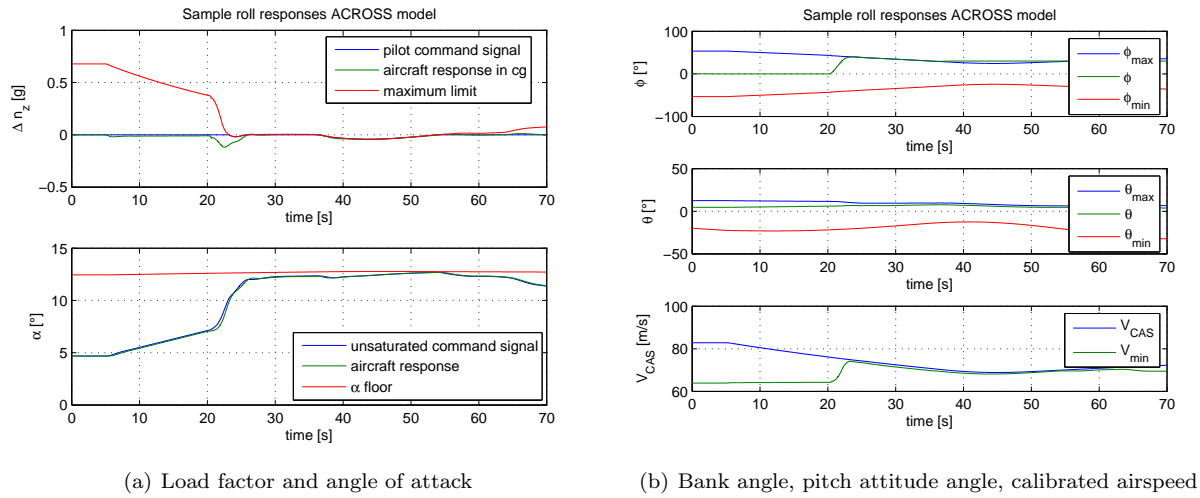 Sample roll responses ACROSS model
1
0.5
0
−0.5
Δ n_z [g]
pilot command signal
aircraft response in cg
maximum limit
0 10 20 30 40 50 60 70
time [s]
15
10
5
0
α [°]
unsaturated command signal
aircraft response
α floor
0 10 20 30 40 50 60 70
time [s]
(a) Load factor and angle of attack
Sample roll responses ACROSS model
100
0
−100
ϕ [°]
ϕ_max
ϕ
ϕ_min
0 10 20 30 40 50 60 70
time [s]
50
0
−50
θ [°]
θ_max
θ
θ_min
0 10 20 30 40 50 60 70
time [s]
100
80
60
V_CAS [m/s]
V_CAS
V_min
0 10 20 30 40 50 60 70
time [s]
(b) Bank angle, pitch attitude angle, calibrated airspeed